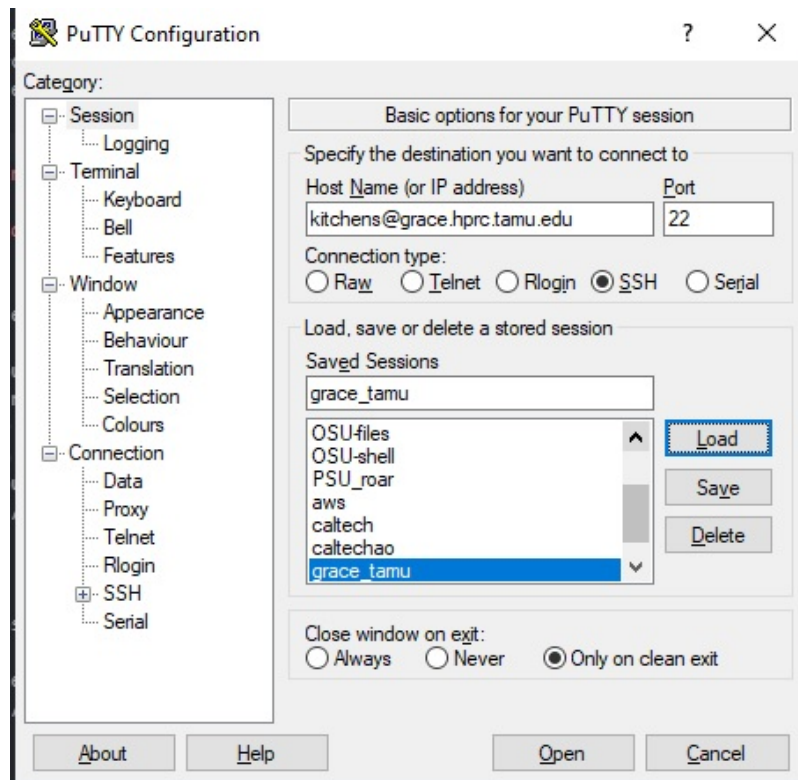 PuTTY Configuration
?
Category:
Session
Logging
Terminal
Keyboard
Bell
Features
Window
Appearance
Behaviour
Translation
Selection
Colours
Connection
Data
Proxy
Telnet
Rlogin
SSH
Serial
Basic options for your PuTTY session
Specify the destination you want to connect to
Host Name (or IP address) Port
kitchens@grace.hprc.tamu.edu 22
Connection type:
Raw Telnet Rlogin SSH Serial
Load, save or delete a stored session
Saved Sessions
grace_tamu
OSU-files
OSU-shell
PSU_roar
aws
caltech
caltechao
grace_tamu
Load
Save
Delete
Close window on exit:
Always Never Only on clean exit
About Help Open Cancel